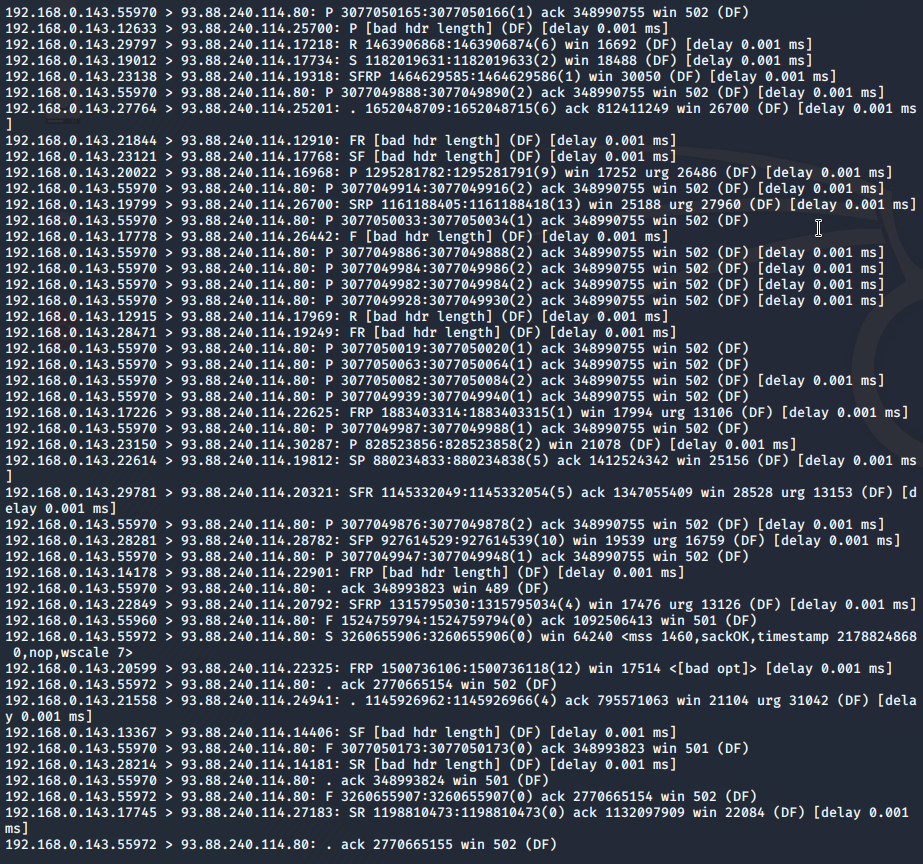 192.168.0.143.55970 > 93.88.240.114.80: P 3077050165:3077050166(1) ack 348990755 win 502 (DF)
192.168.0.143.12633 > 93.88.240.114.25700: P [bad hdr length] (DF) [delay 0.001 ms]
192.168.0.143.29797 > 93.88.240.114.17218: R 1463906868:1463906874(6) win 16692 (DF) [delay 0.001 ms]
192.168.0.143.19012 > 93.88.240.114.17734: S 1182019631:1182019633(2) win 18488 (DF) [delay 0.001 ms]
192.168.0.143.23138 > 93.88.240.114.19318: SFRP 1464629585:1464629586(1) win 30050 (DF) [delay 0.001 ms]
192.168.0.143.55970 > 93.88.240.114.80: P 3077049888:3077049890(2) ack 348990755 win 502 (DF) [delay 0.001 ms]
192.168.0.143.27764 > 93.88.240.114.25201: . 1652048709:1652048715(6) ack 812411249 win 26700 (DF) [delay 0.001 ms
]
192.168.0.143.21844 > 93.88.240.114.12910: FR [bad hdr length] (DF) [delay 0.001 ms]
192.168.0.143.23121 > 93.88.240.114.17768: SF [bad hdr length] (DF) [delay 0.001 ms]
192.168.0.143.20022 > 93.88.240.114.16968: P 1295281782:1295281791(9) win 17252 urg 26486 (DF) [delay 0.001 ms]
192.168.0.143.55970 > 93.88.240.114.80: P 3077049914:3077049916(2) ack 348990755 win 502 (DF) [delay 0.001 ms]
192.168.0.143.19799 > 93.88.240.114.26700: SRP 1161188405:1161188418(13) win 25188 urg 27960 (DF) [delay 0.001 ms]
192.168.0.143.55970 > 93.88.240.114.80: P 3077050033:3077050034(1) ack 348990755 win 502 (DF)
192.168.0.143.17778 > 93.88.240.114.26442: F [bad hdr length] (DF) [delay 0.001 ms]
192.168.0.143.55970 > 93.88.240.114.80: P 3077049886:3077049888(2) ack 348990755 win 502 (DF) [delay 0.001 ms]
192.168.0.143.55970 > 93.88.240.114.80: P 3077049984:3077049986(2) ack 348990755 win 502 (DF) [delay 0.001 ms]
192.168.0.143.55970 > 93.88.240.114.80: P 3077049982:3077049984(2) ack 348990755 win 502 (DF) [delay 0.001 ms]
192.168.0.143.55970 > 93.88.240.114.80: P 3077049928:3077049930(2) ack 348990755 win 502 (DF) [delay 0.001 ms]
192.168.0.143.12915 > 93.88.240.114.17969: R [bad hdr length] (DF) [delay 0.001 ms]
192.168.0.143.28471 > 93.88.240.114.19249: FR [bad hdr length] (DF) [delay 0.001 ms]
192.168.0.143.55970 > 93.88.240.114.80: P 3077050019:3077050020(1) ack 348990755 win 502 (DF)
192.168.0.143.55970 > 93.88.240.114.80: P 3077050063:3077050064(1) ack 348990755 win 502 (DF)
192.168.0.143.55970 > 93.88.240.114.80: P 3077050082:3077050084(2) ack 348990755 win 502 (DF) [delay 0.001 ms]
192.168.0.143.55970 > 93.88.240.114.80: P 3077049939:3077049940(1) ack 348990755 win 502 (DF)
192.168.0.143.17226 > 93.88.240.114.22625: FRP 1883403314:1883403315(1) win 17994 urg 13106 (DF) [delay 0.001 ms]
192.168.0.143.55970 > 93.88.240.114.80: P 3077049987:3077049988(1) ack 348990755 win 502 (DF)
192.168.0.143.23150 > 93.88.240.114.30287: P 828523856:828523858(2) win 21078 (DF) [delay 0.001 ms]
192.168.0.143.22614 > 93.88.240.114.19812: SP 880234833:880234838(5) ack 1412524342 win 25156 (DF) [delay 0.001 ms
]
192.168.0.143.29781 > 93.88.240.114.20321: SFR 1145332049:1145332054(5) ack 1347055409 win 28528 urg 13153 (DF) [d
elay 0.001 ms]
192.168.0.143.55970 > 93.88.240.114.80: P 3077049876:3077049878(2) ack 348990755 win 502 (DF) [delay 0.001 ms]
192.168.0.143.28281 > 93.88.240.114.28782: SFP 927614529:927614539(10) win 19539 urg 16759 (DF) [delay 0.001 ms]
192.168.0.143.55970 > 93.88.240.114.80: P 3077049947:3077049948(1) ack 348990755 win 502 (DF)
192.168.0.143.14178 > 93.88.240.114.22901: FRP [bad hdr length] (DF) [delay 0.001 ms]
192.168.0.143.55970 > 93.88.240.114.80: . ack 348993823 win 489 (DF)
192.168.0.143.22849 > 93.88.240.114.20792: SFRP 1315795030:1315795034(4) win 17476 urg 13126 (DF) [delay 0.001 ms]
192.168.0.143.55960 > 93.88.240.114.80: F 1524759794:1524759794(0) ack 1092506413 win 501 (DF)
192.168.0.143.55972 > 93.88.240.114.80: S 3260655906:3260655906(0) win 64240 <mss 1460,sackOK,timestamp 2178824868
 0,nop,wscale 7>
192.168.0.143.20599 > 93.88.240.114.22325: FRP 1500736106:1500736118(12) win 17514 <[bad opt]> [delay 0.001 ms]
192.168.0.143.55972 > 93.88.240.114.80: . ack 2770665154 win 502 (DF)
192.168.0.143.21558 > 93.88.240.114.24941: . 1145926962:1145926966(4) ack 795571063 win 21104 urg 31042 (DF) [dela
y 0.001 ms]
192.168.0.143.13367 > 93.88.240.114.14406: SF [bad hdr length] (DF) [delay 0.001 ms]
192.168.0.143.55970 > 93.88.240.114.80: F 3077050173:3077050173(0) ack 348993823 win 501 (DF)
192.168.0.143.28214 > 93.88.240.114.14181: SR [bad hdr length] (DF) [delay 0.001 ms]
192.168.0.143.55970 > 93.88.240.114.80: . ack 348993824 win 501 (DF)
192.168.0.143.55972 > 93.88.240.114.80: F 3260655907:3260655907(0) ack 2770665154 win 502 (DF)
192.168.0.143.17745 > 93.88.240.114.27183: SR 1198810473:1198810473(0) ack 1132097909 win 22084 (DF) [delay 0.001
ms]
192.168.0.143.55972 > 93.88.240.114.80: . ack 2770665155 win 502 (DF)